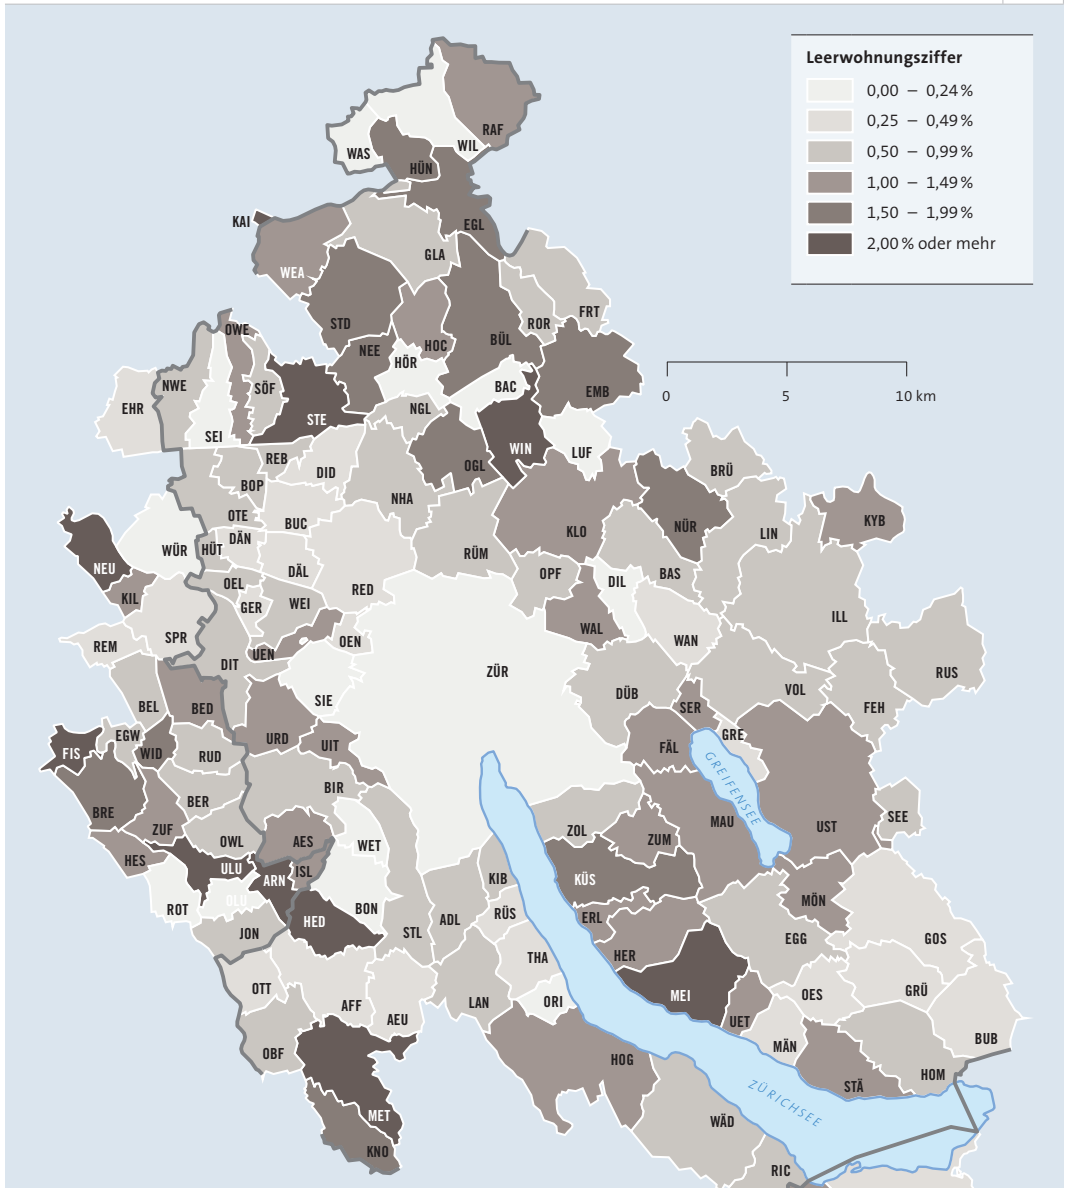 Leerwohnungsziffer
0,00 – 0,24 %
0,25 – 0,49 %
0,50 – 0,99 %
1,00 – 1,49 %
1,50 – 1,99 %
2,00 % oder mehr
0 5 10 km
RAF
WIL
WAS
HÜN
KAI
EGL
GLA
WEA
FRT
ROR
STD
OWE
BÜL
HOC
NEE
HÖR
NWE
SÖF
BAC
EMB
EHR
NGL
STE
SEI
WIN
LUF
REB
OGL
DID
BRÜ
BOP
NHA
OTE
BUC
KYB
NÜR
KLO
LIN
DÄN
WÜR
HÜT
RÜM
NEU
DÄL
OPF
BAS
DIL
OEL
RED
KIL
GER
WEI
ILL
WAL
SPR
REM
OEN
WAN
UEN
DIT
ZÜR
RUS
DÜB
VOL
SIE
BEL
BED
SER
FEH
EGW
GRE
URD
UIT
FÄL
FIS
WID
RUD
GREIFENSEE
BIR
BER
BRE
SEE
MAU
UST
ZUF
ZOL
ZUM
OWL
AES
WET
HES
ULU
ISL
ARN
KIB
KÜS
OLU
MÖN
ROT
BON
RÜS
HED
ADL
ERL
JON
STL
EGG
GOS
HER
THA
OTT
MEI
OES
GRÜ
LAN
ORI
AFF
AEU
UET
BUB
MÄN
OBF
HOG
HOM
STÄ
ZÜRICHSEE
MET
WÄD
KNO
RIC